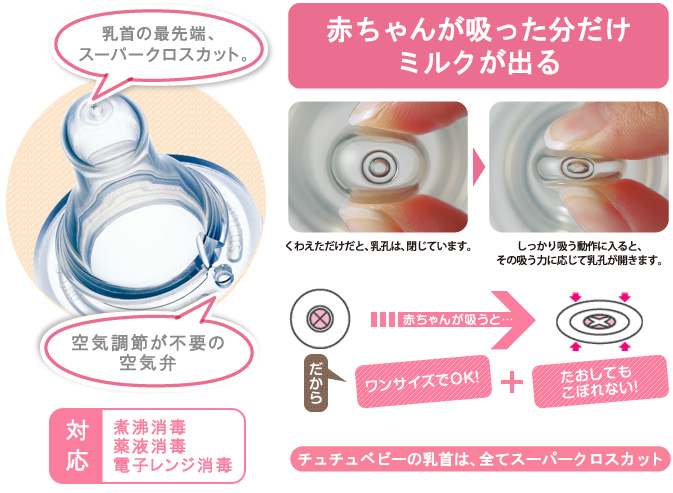 乳首の最先端、
スーパークロスカット。
赤ちゃんが吸った分だけ
ミルクが出る
くわえただけだと、乳孔は、閉じています。
しっかり吸う動作に入ると、
その吸う力に応じて乳孔が開きます。
空気調節が不要の
空気弁
赤ちゃんが吸うと…
だから
ワンサイズでOK!
+
たおしても
こぼれない!
対応
煮沸消毒
薬液消毒
電子レンジ消毒
チュチュベビーの乳首は、全てスーパークロスカット